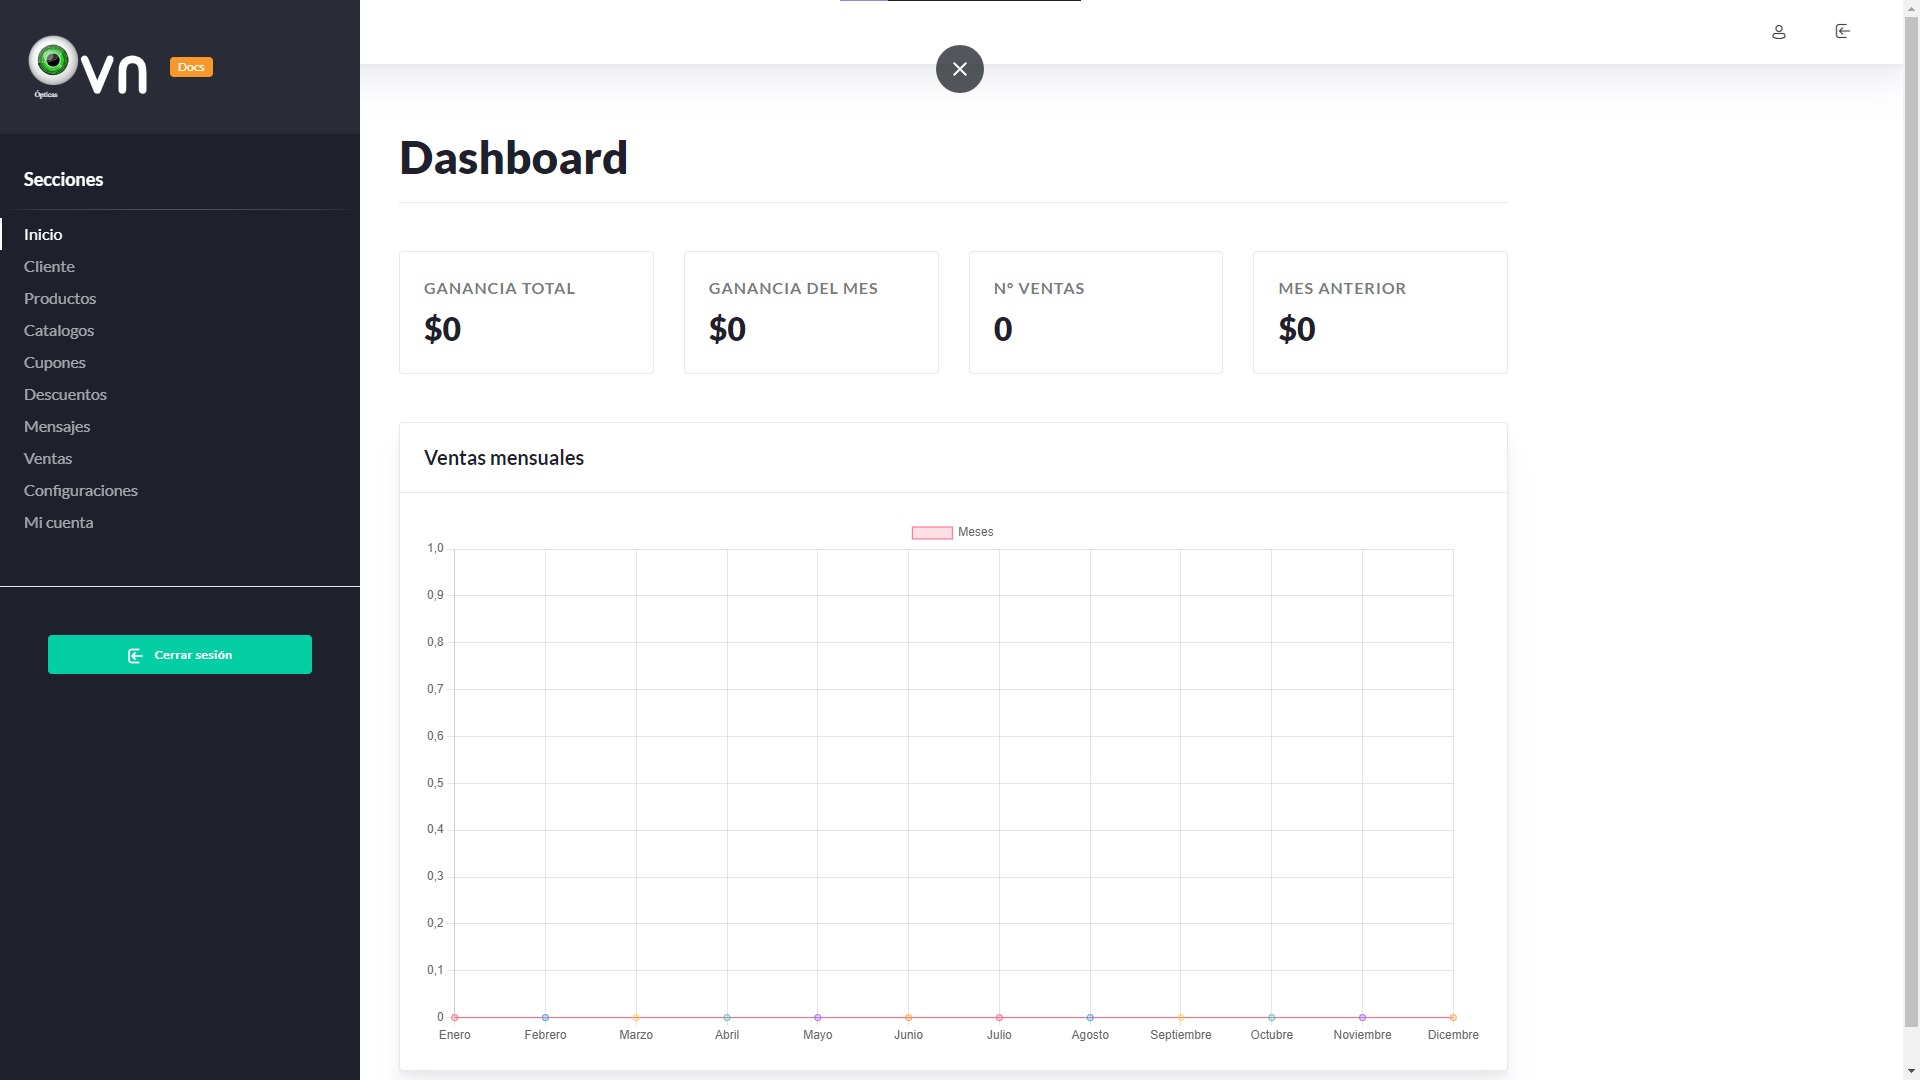 vn
Ópticas
Docs
Secciones
Inicio
Cliente
Productos
Catalogos
Cupones
Descuentos
Mensajes
Ventas
Configuraciones
Mi cuenta
Cerrar sesión
Dashboard
GANANCIA TOTAL
$0
GANANCIA DEL MES
$0
N° VENTAS
0
MES ANTERIOR
$0
Ventas mensuales
Meses
1,0
0,9
0,8
0,7
0,6
0,5
0,4
0,3
0,2
0,1
0
Enero Febrero Marzo Abril Mayo Junio Julio Agosto Septiembre Octubre Noviembre Dicembre